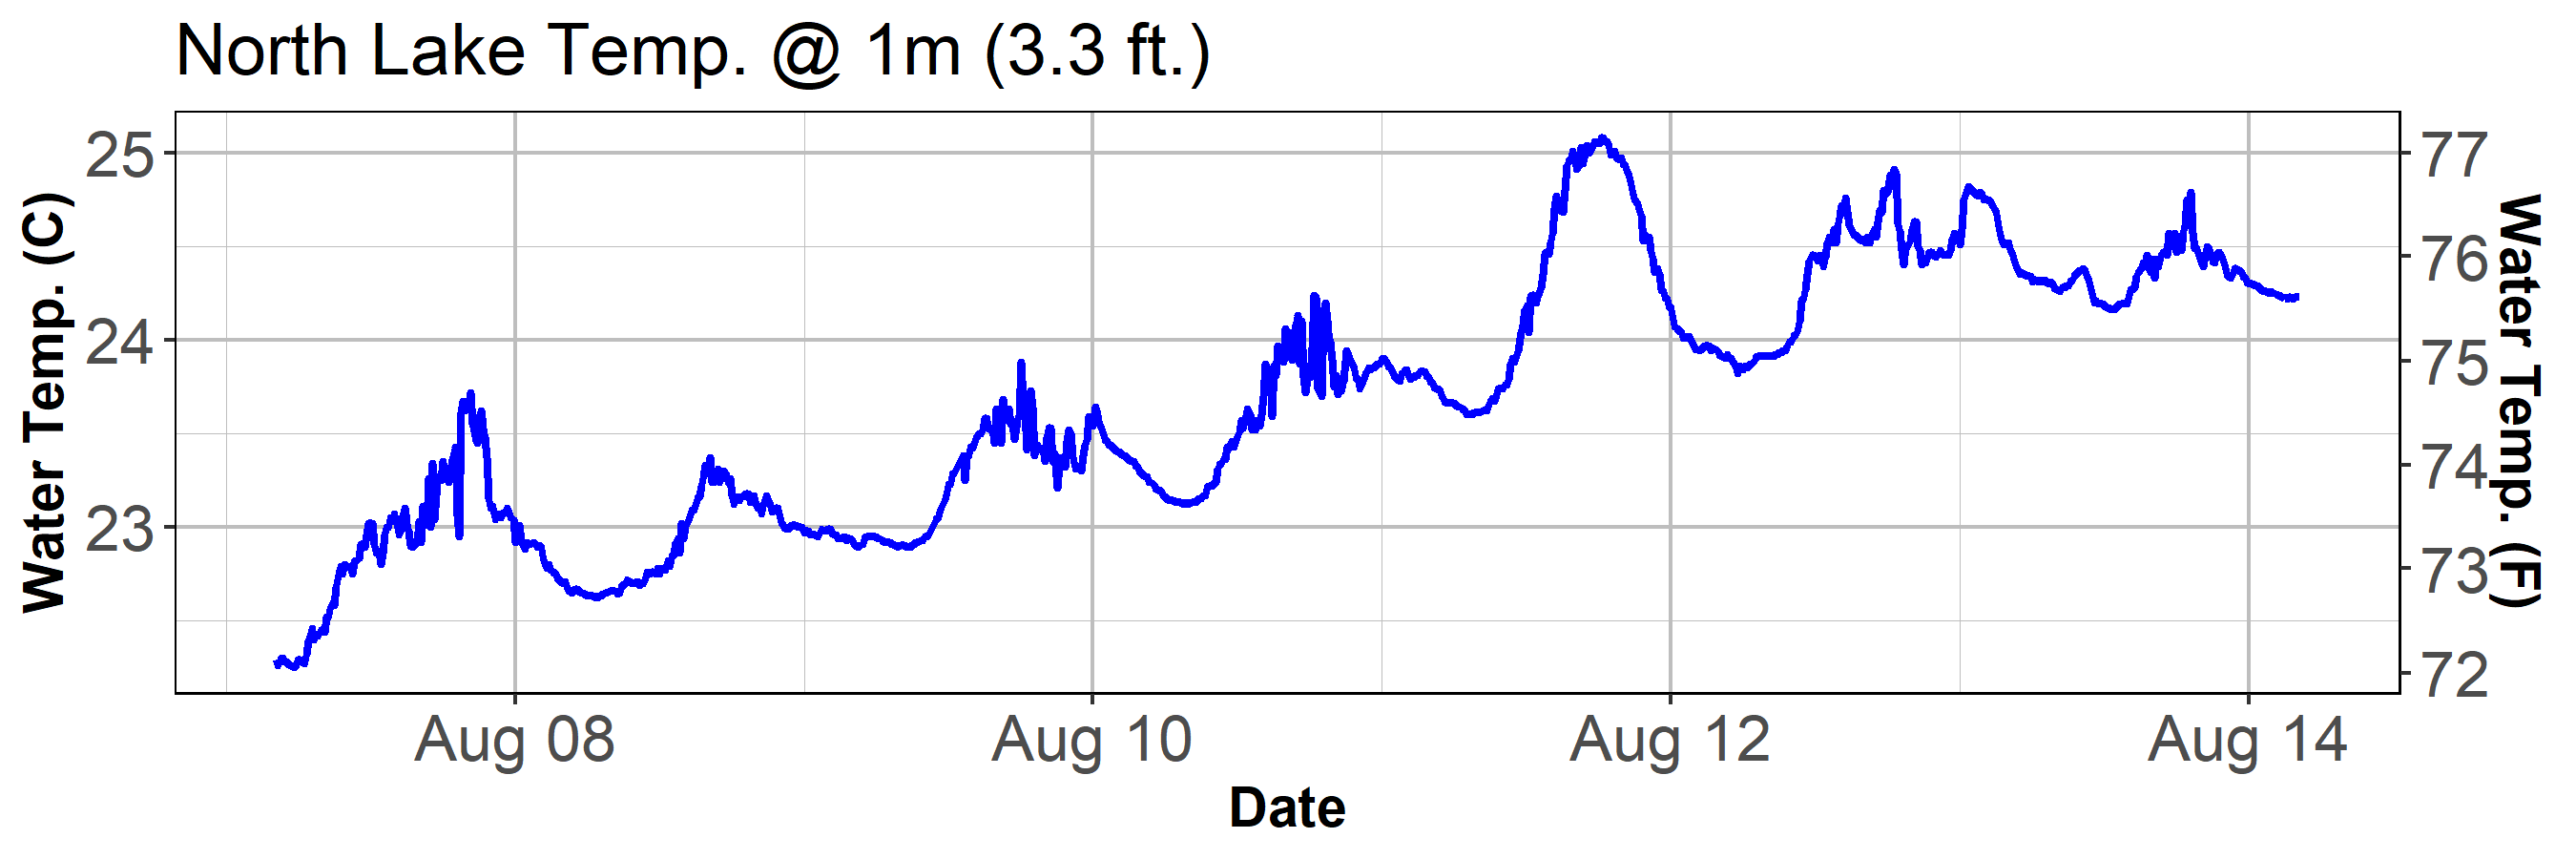 North Lake Temp. @ 1m (3.3 ft.)
Water Temp. (C)
25
24
23
77
76
75
74
73
72
Water Temp. (F)
Aug 08
Aug 10
Aug 12
Aug 14
Date